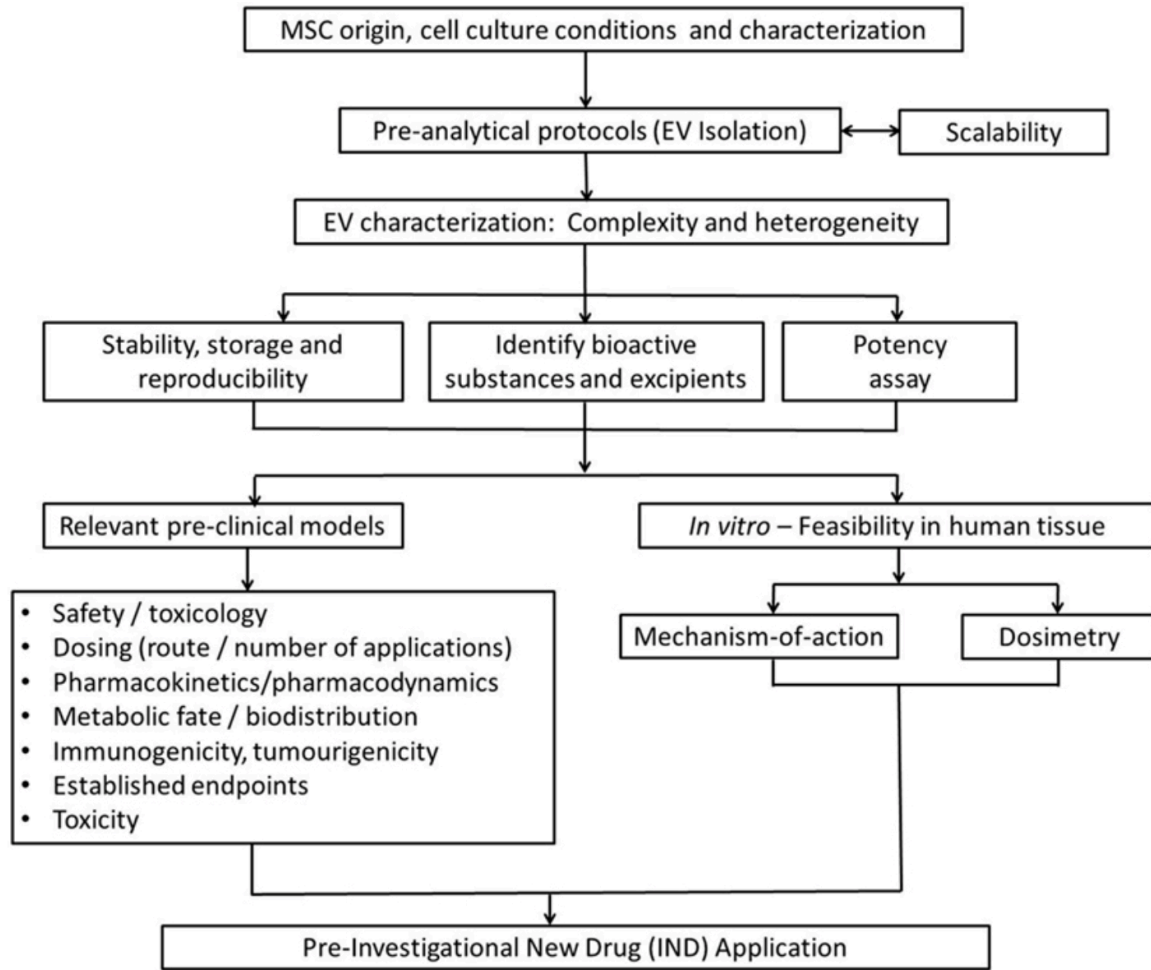 MSC origin, cell culture conditions and characterization
Pre-analytical protocols (EV Isolation)
Scalability
EV characterization: Complexity and heterogeneity
Stability, storage and
reproducibility
Identify bioactive
substances and excipients
Potency
assay
Relevant pre-clinical models
In vitro – Feasibility in human tissue
• Safety / toxicology
• Dosing (route / number of applications)
• Pharmacokinetics/pharmacodynamics
• Metabolic fate / biodistribution
• Immunogenicity, tumourigenicity
• Established endpoints
• Toxicity
Mechanism-of-action
Dosimetry
Pre-Investigational New Drug (IND) Application